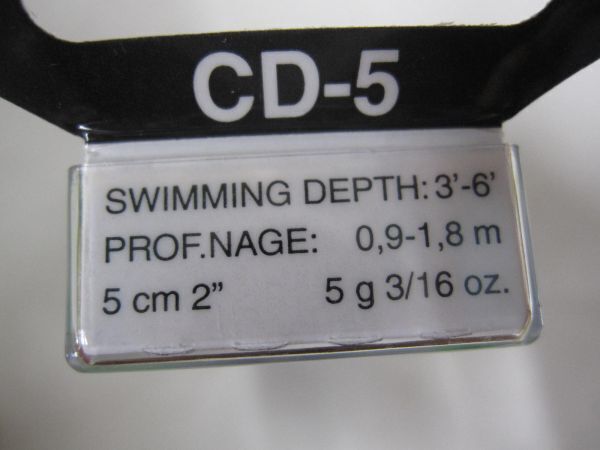 CD-5
SWIMMING DEPTH: 3'-6'
PROF.NAGE: 0,9-1,8 m
5 cm 2" 5 g 3/16 oz.